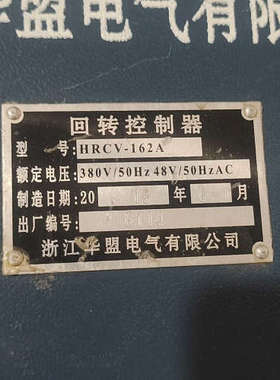 华盟电气有限
回转控制器
型号: HRCV-162A
额定电压: 380V/50Hz 48V/50HzAC
制造日期: 20
出厂编号:
浙江华盟电气有限公司